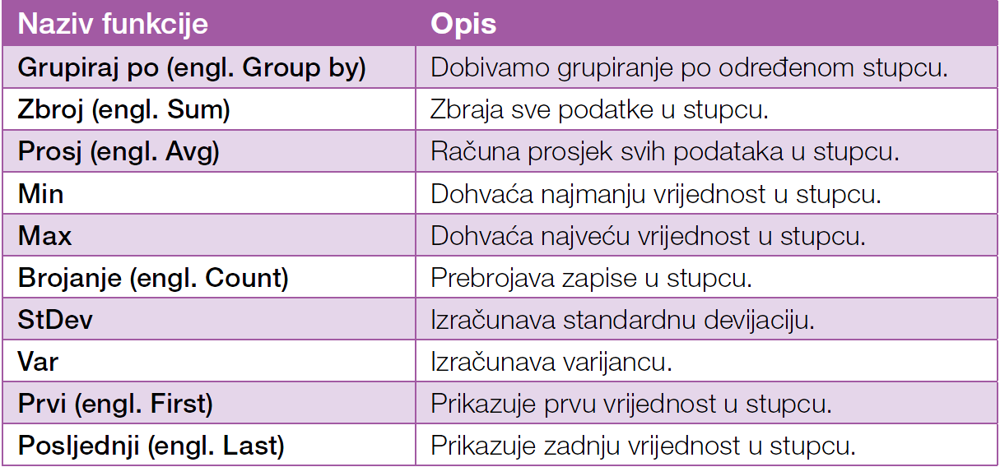 Naziv funkcije Opis
Grupiraj po (engl. Group by) Dobivamo grupiranje po određenom stupcu.
Zbroj (engl. Sum) Zbraja sve podatke u stupcu.
Prosj (engl. Avg) Računa prosjek svih podataka u stupcu.
Min Dohvaća najmanju vrijednost u stupcu.
Max Dohvaća najveću vrijednost u stupcu.
Brojanje (engl. Count) Prebrojava zapise u stupcu.
StDev Izračunava standardnu devijaciju.
Var Izračunava varijancu.
Prvi (engl. First) Prikazuje prvu vrijednost u stupcu.
Posljednji (engl. Last) Prikazuje zadnju vrijednost u stupcu.